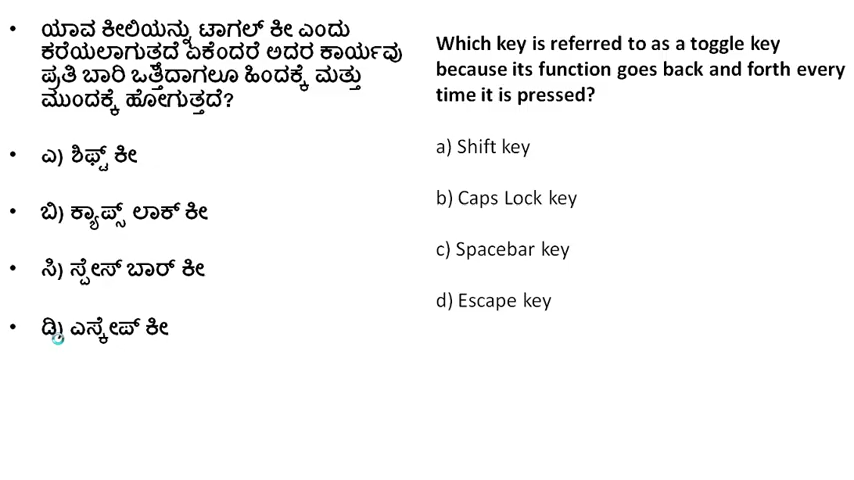 • ಯಾವ ಕೀಲಿಯನ್ನು ಟಾಗಲ್ ಕೀ ಎಂದು
ಕರೆಯಲಾಗುತ್ತದೆ ಏಕೆಂದರೆ ಅದರ ಕಾರ್ಯವು
ಪ್ರತಿ ಬಾರಿ ಒತ್ತಿದಾಗಲೂ ಹಿಂದಕ್ಕೆ ಮತ್ತು
ಮುಂದಕ್ಕೆ ಹೋಗುತ್ತದೆ?
• ಎ) ಶಿಫ್ಟ್ ಕೀ
• ಬಿ) ಕ್ಯಾಪ್ಸ್ ಲಾಕ್ ಕೀ
• ಸಿ) ಸ್ಪೇಸ್ ಬಾರ್ ಕೀ
• ಡಿ) ಎಸ್ಕೇಪ್ ಕೀ
Which key is referred to as a toggle key
because its function goes back and forth every
time it is pressed?
a) Shift key
b) Caps Lock key
c) Spacebar key
d) Escape key